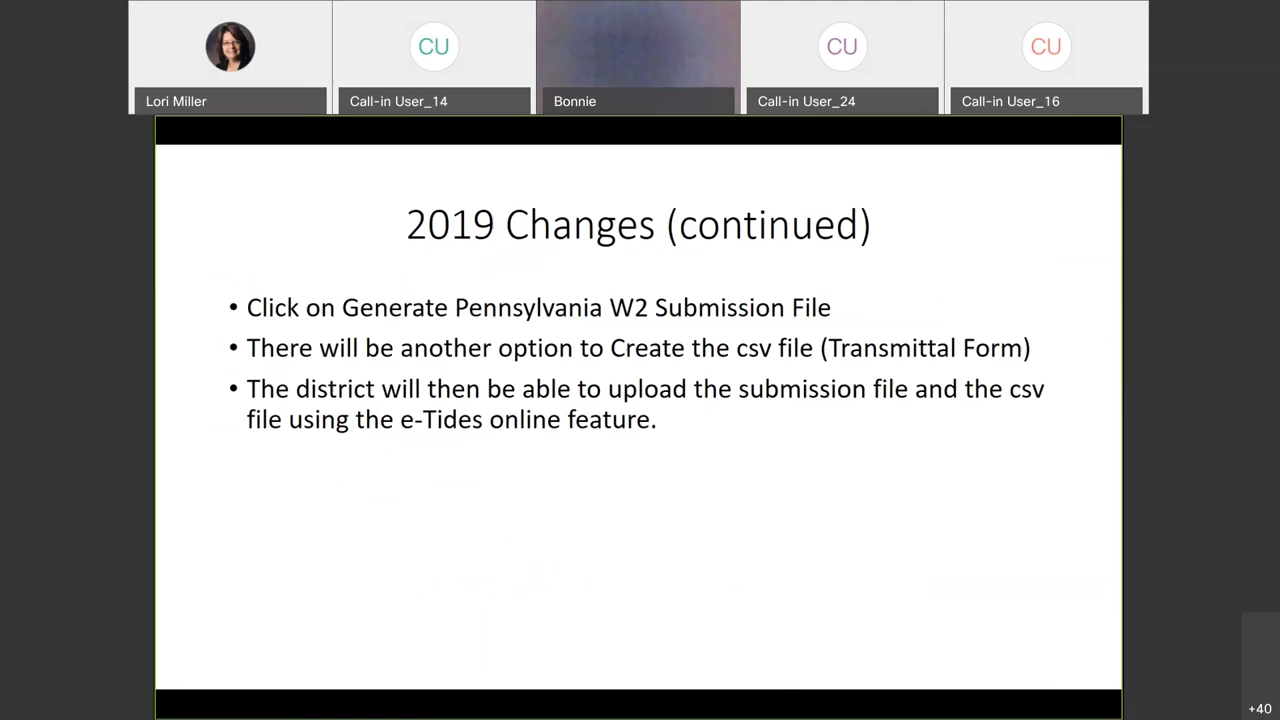 CU
CU
CU
Lori Miller
Call-in User_14
Bonnie
Call-in User_24
Call-in User_16
2019 Changes (continued)
• Click on Generate Pennsylvania W2 Submission File
• There will be another option to Create the csv file (Transmittal Form)
• The district will then be able to upload the submission file and the csv
file using the e-Tides online feature.
+40